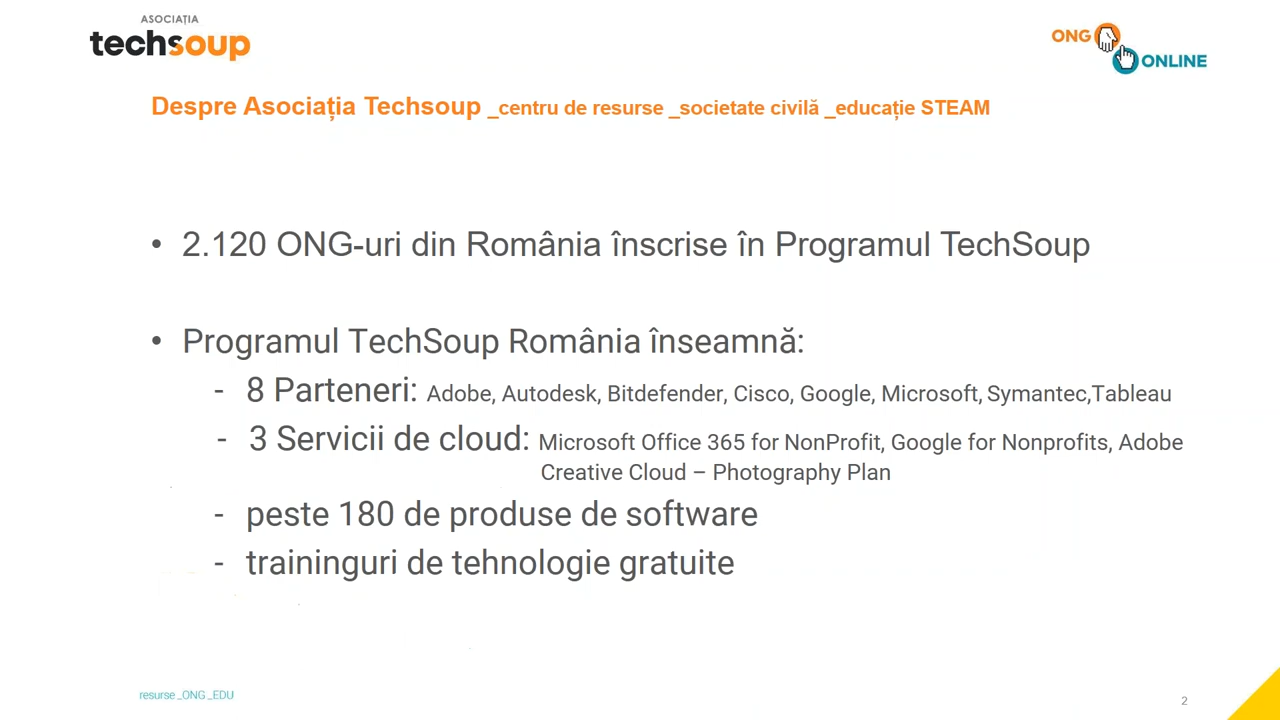 ASOCIAȚIA
techsoup
ONG ONLINE
Despre Asociația Techsoup _centru de resurse _societate civilă _educație STEAM
• 2.120 ONG-uri din România înscrise în Programul TechSoup
• Programul TechSoup România înseamnă:
- 8 Parteneri: Adobe, Autodesk, Bitdefender, Cisco, Google, Microsoft, Symantec,Tableau
- 3 Servicii de cloud: Microsoft Office 365 for NonProfit, Google for Nonprofits, Adobe
Creative Cloud – Photography Plan
- peste 180 de produse de software
- traininguri de tehnologie gratuite
resurse _ONG _EDU
2